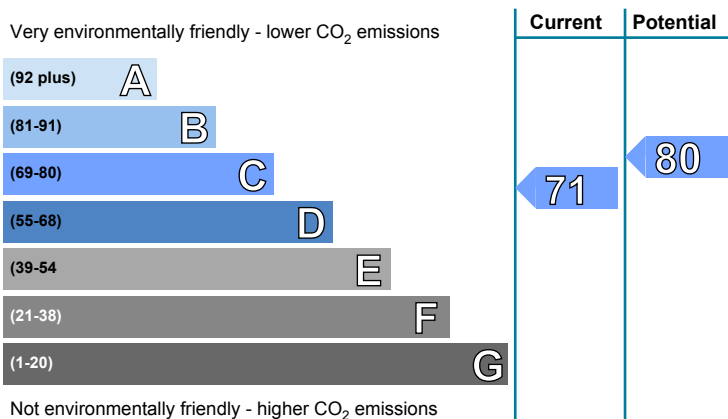 Very environmentally friendly - lower CO2 emissions
Current
Potential
(92 plus) A
(81-91) B
(69-80) C
(55-68) D
(39-54 E
(21-38) F
(1-20) G
71
80
Not environmentally friendly - higher CO2 emissions